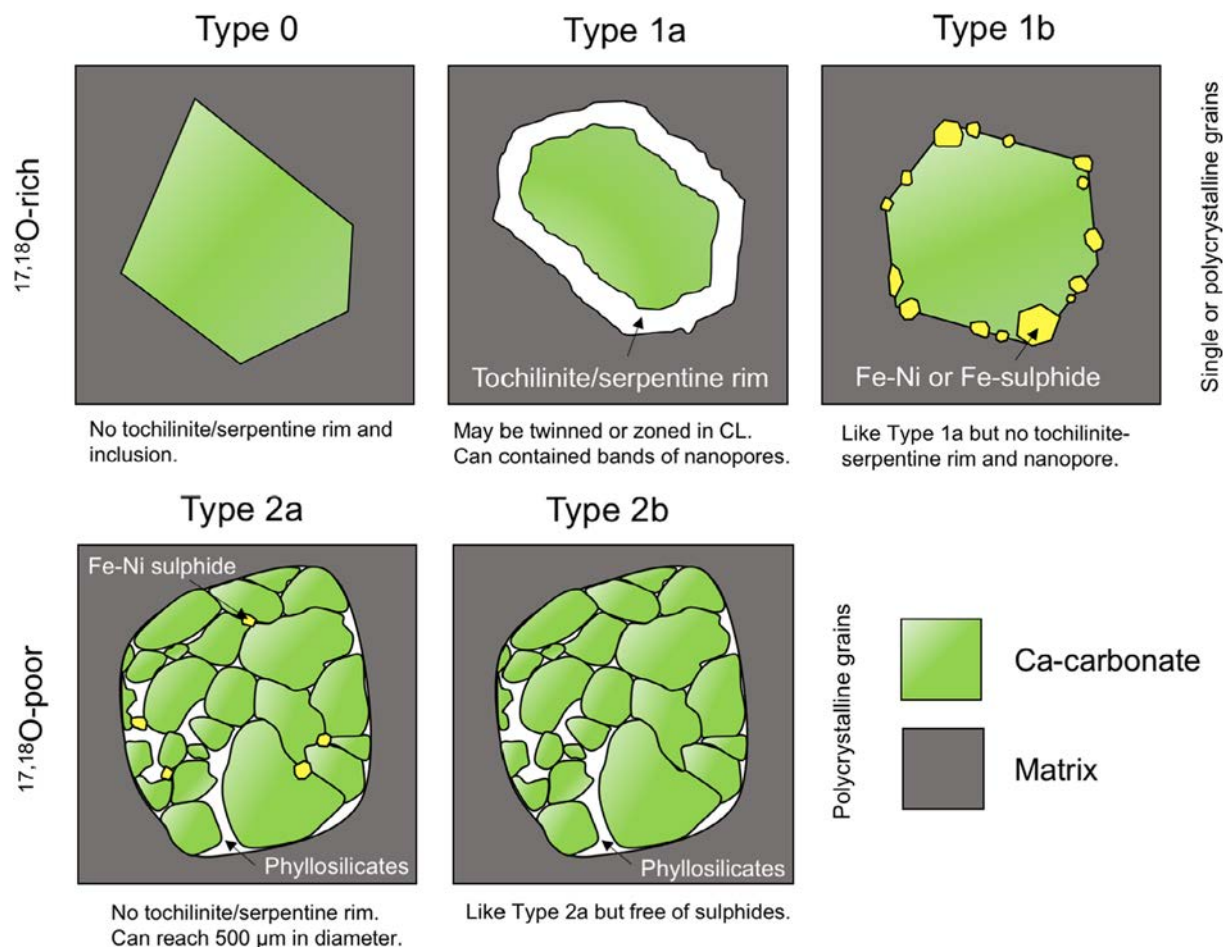 Type 0
Type 1a
Type 1b
17,18O-rich
Tochilinite/serpentine rim
Fe-Ni or Fe-sulphide
Single or polycrystalline grains
No tochilinite/serpentine rim and
inclusion.
May be twinned or zoned in CL.
Can contained bands of nanopores.
Like Type 1a but no tochilinite-
serpentine rim and nanopore.
Type 2a
Type 2b
17,18O-poor
Fe-Ni sulphide
Phyllosilicates
Phyllosilicates
Polycrystalline grains
Ca-carbonate
Matrix
No tochilinite/serpentine rim.
Can reach 500 µm in diameter.
Like Type 2a but free of sulphides.